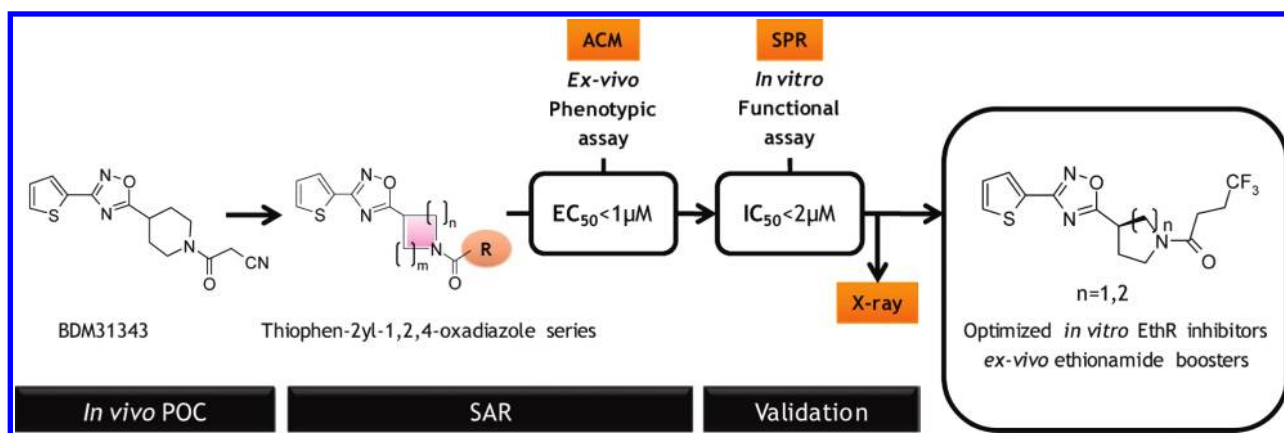 ACM
Ex-vivo
Phenotypic
assay
SPR
In vitro
Functional
assay
N
O
N
S
N
O
CN
N
O
N
S
( )n
( )m
N
O
R
EC50<1µM
IC50<2µM
X-ray
N
O
N
S
( )n
N
O
CF3
n=1,2
BDM31343
Thiophen-2yl-1,2,4-oxadiazole series
Optimized in vitro EthR inhibitors
ex-vivo ethionamide boosters
In vivo POC
SAR
Validation